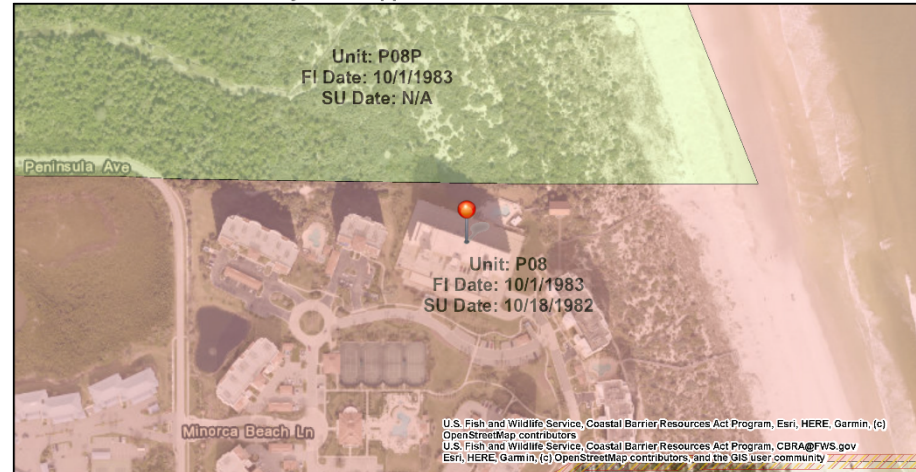 Unit: P08P
FI Date: 10/1/1983
SU Date: N/A
Peninsula Ave
Unit: P08
FI Date: 10/1/1983
SU Date: 10/18/1982
Minorca Beach Ln
U.S. Fish and Wildlife Service, Coastal Barrier Resources Act Program, Esri, HERE, Garmin, (c)
OpenStreetMap contributors
U.S. Fish and Wildlife Service, Coastal Barrier Resources Act Program, CBRA@FWS.gov
Esri, HERE, Garmin, (c) OpenStreetMap contributors, and the GIS user community